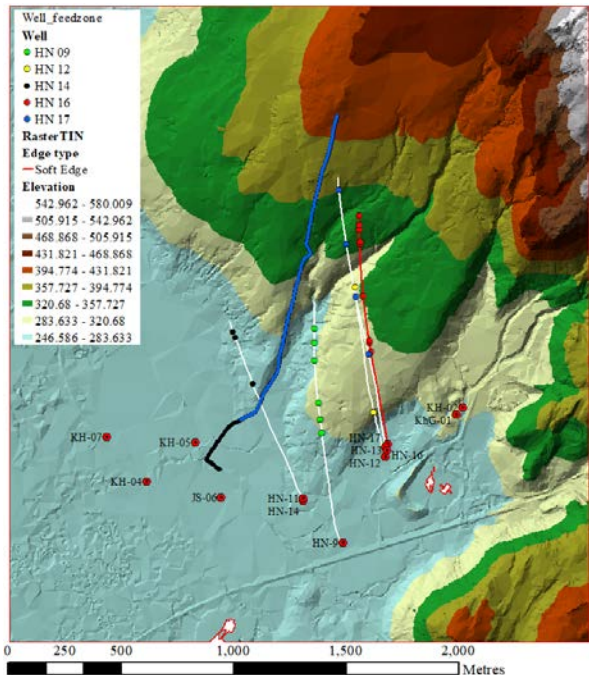 Well_feedzone
Well
HN 09
HN 12
HN 14
HN 16
HN 17
RasterTIN
Edge type
Soft Edge
Elevation
542.962 - 580.009
505.915 - 542.962
468.868 - 505.915
431.821 - 468.868
394.774 - 431.821
357.727 - 394.774
320.68 - 357.727
283.633 - 320.68
246.586 - 283.633
KH-02
KhG-01
KH-07
KH-05
HN-17
HN-13
HN-16
HN-12
KH-04
JS-06
HN-11
HN-14
HN-9
0 500 1,000 1,500 2,000
Metres